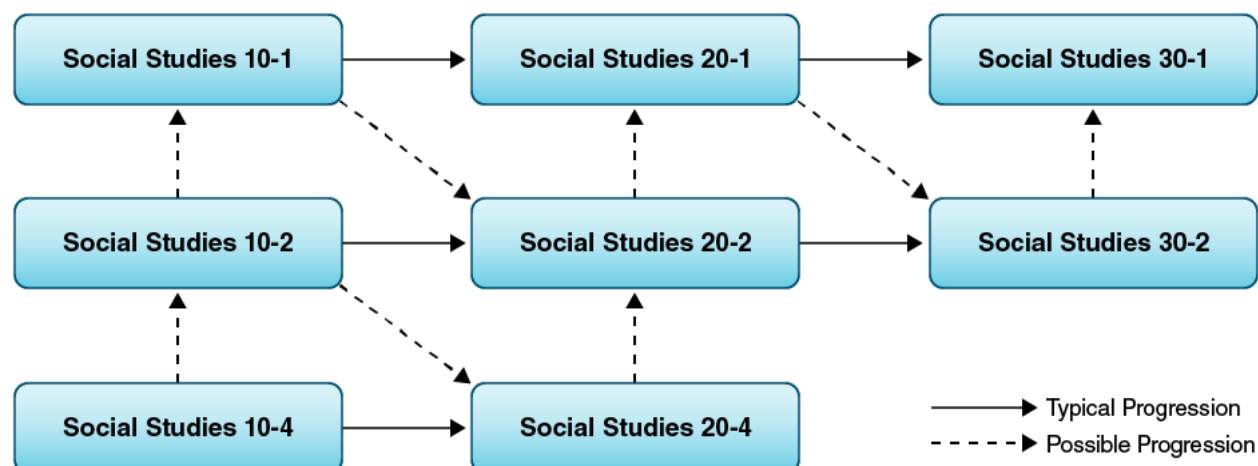 Social Studies 10-1
Social Studies 20-1
Social Studies 30-1
Social Studies 10-2
Social Studies 20-2
Social Studies 30-2
Social Studies 10-4
Social Studies 20-4
Typical Progression
Possible Progression